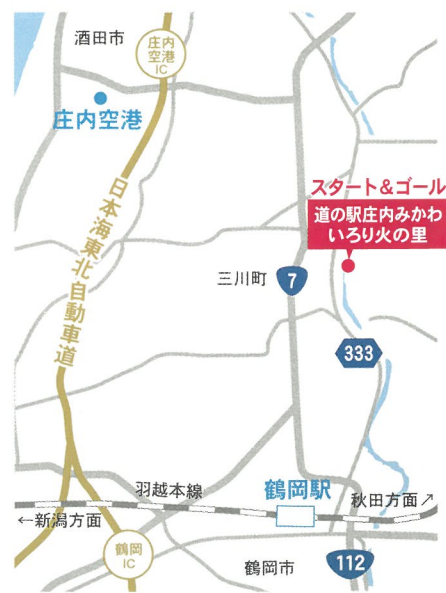 酒田市
庄内
空港
IC
庄内空港
日本海東北自動車道
スタート&ゴール
道の駅庄内みかわ
いろり火の里
三川町
7
333
羽越本線
鶴岡駅
秋田方面↗
←新潟方面
鶴岡
IC
鶴岡市
112